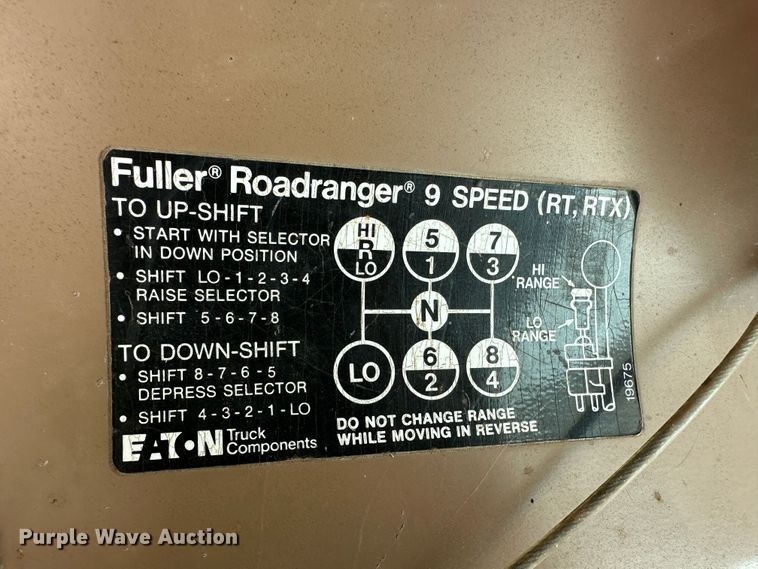 Fuller® Roadranger® 9 SPEED (RT, RTX)
TO UP-SHIFT
• START WITH SELECTOR
IN DOWN POSITION
• SHIFT LO-1-2-3-4
RAISE SELECTOR
• SHIFT 5-6-7-8
TO DOWN-SHIFT
• SHIFT 8-7-6-5
DEPRESS SELECTOR
• SHIFT 4-3-2-1-LO
HI
R
LO
5
1
7
3
N
LO
6
2
8
4
HI
RANGE
LO
RANGE
19675
DO NOT CHANGE RANGE
WHILE MOVING IN REVERSE
EATON Truck
Components
Purple Wave Auction